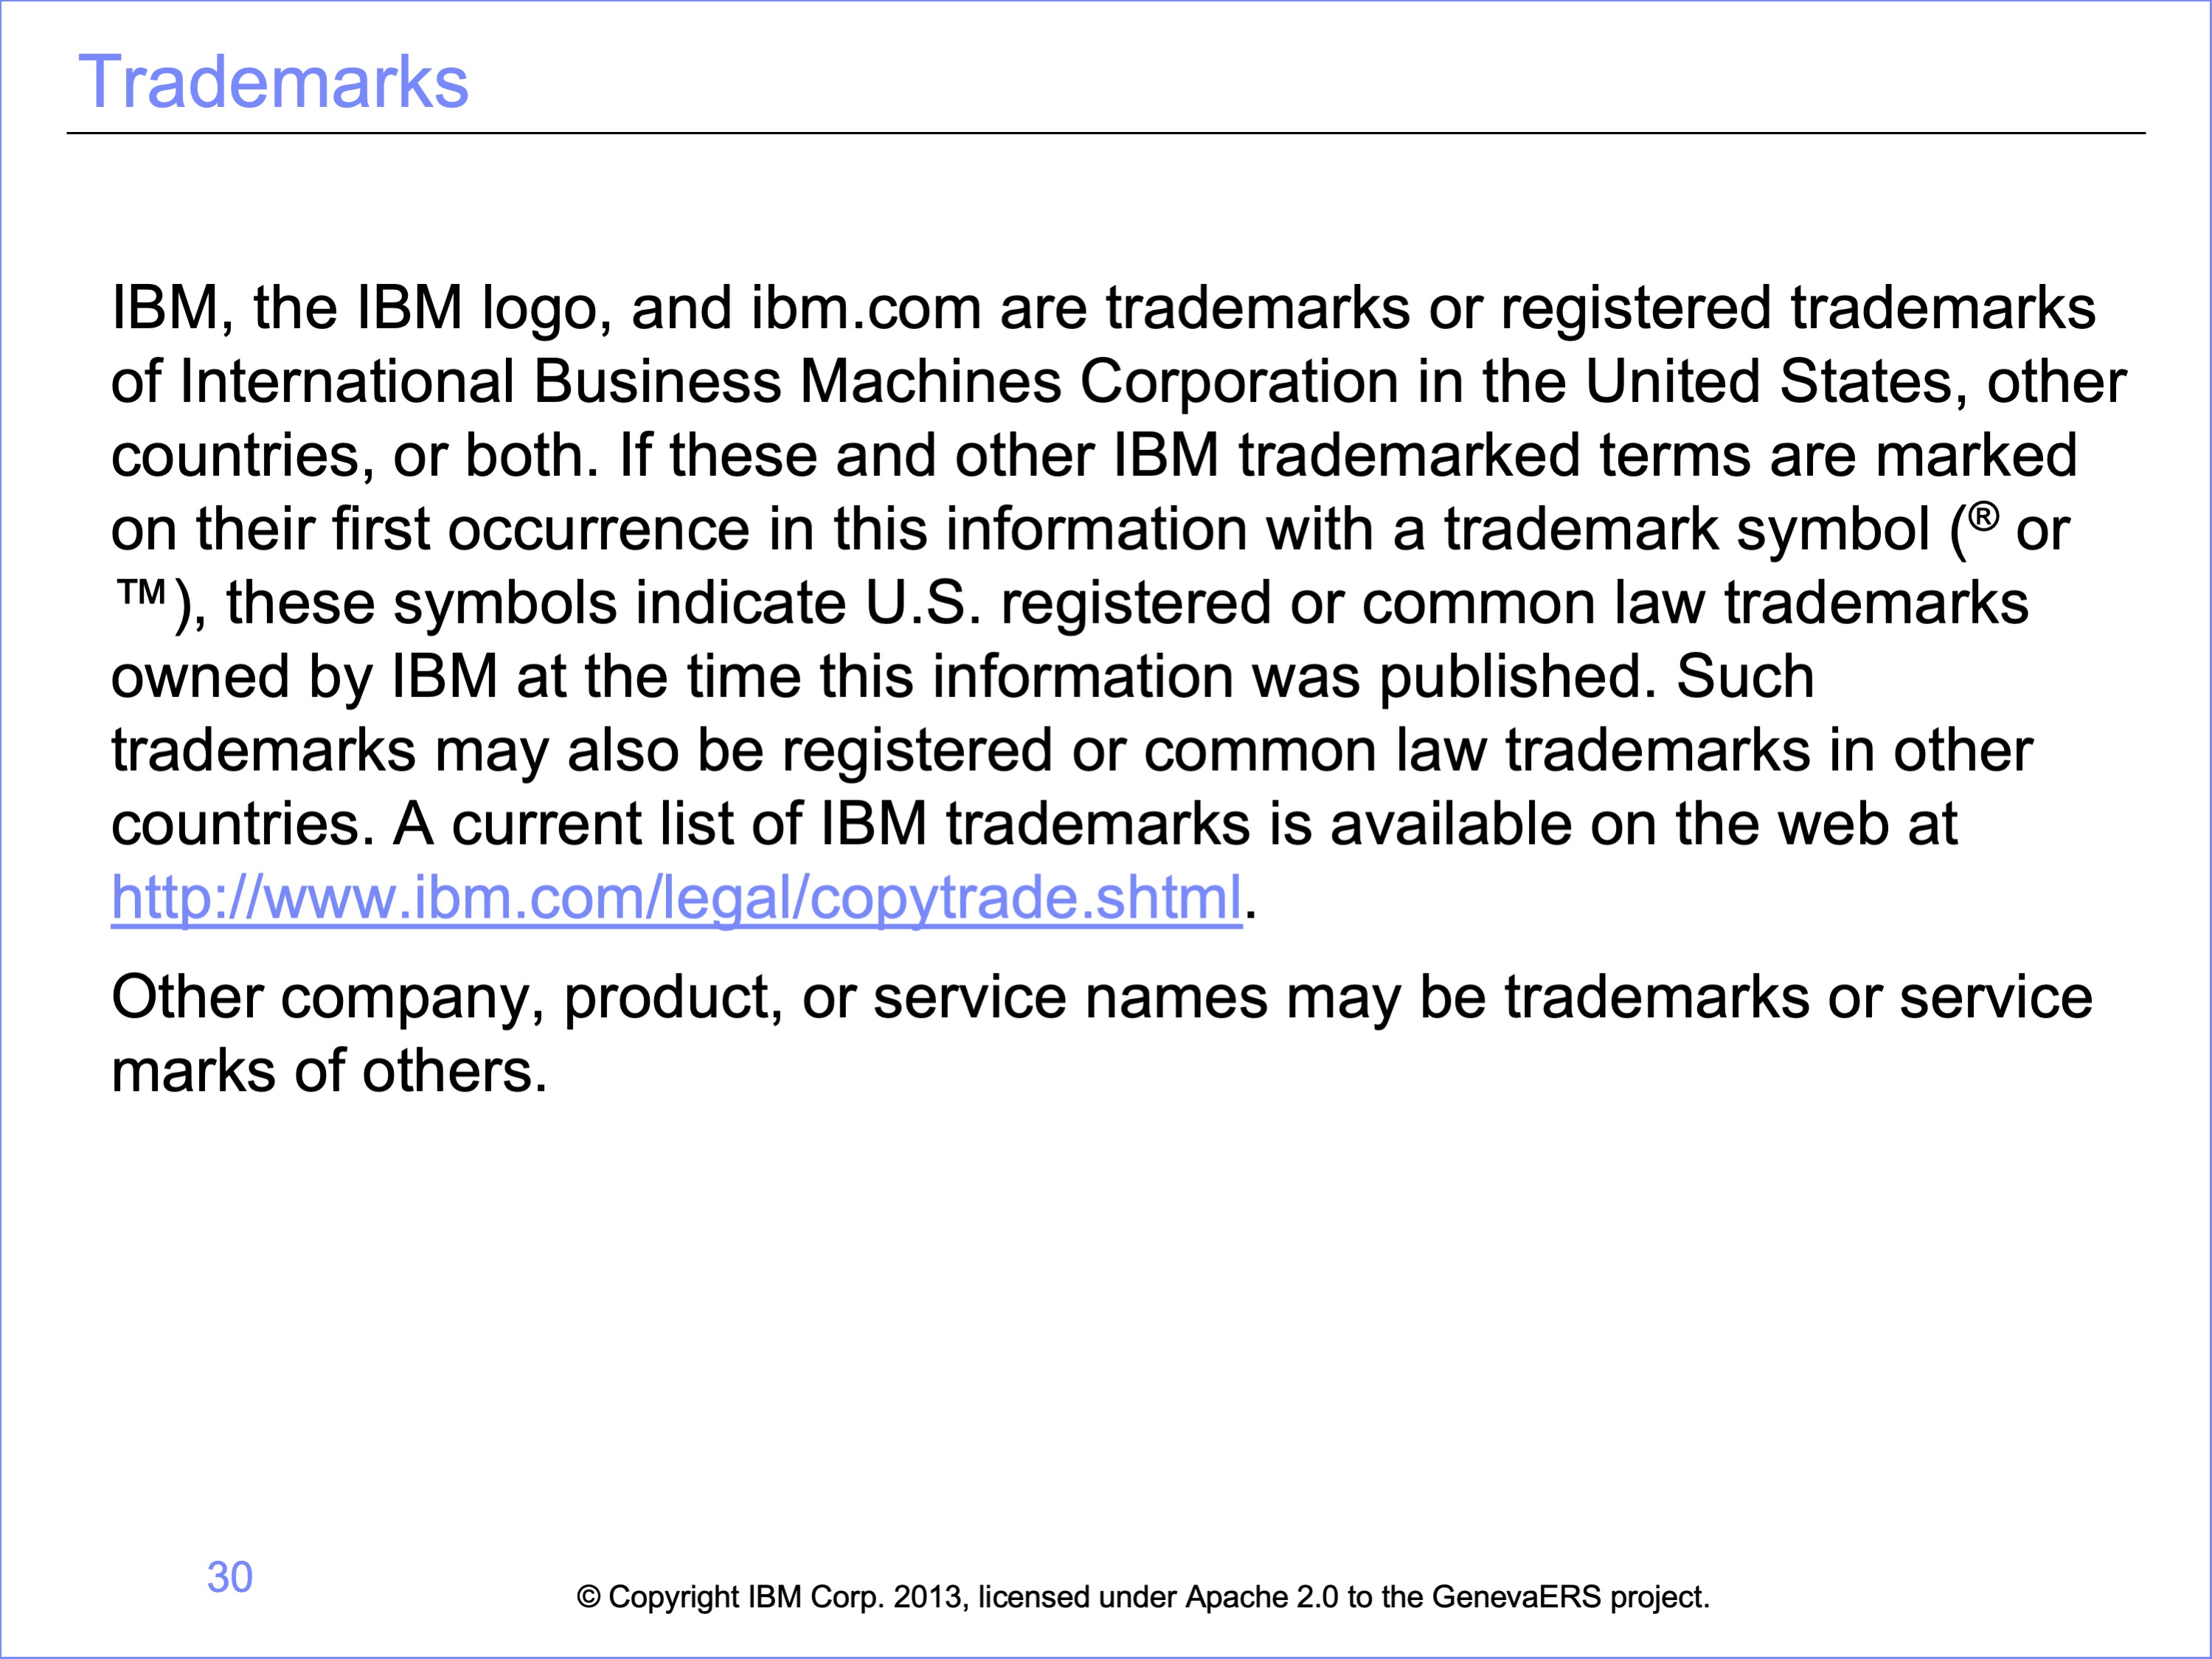 Trademarks
IBM, the IBM logo, and ibm.com are trademarks or registered trademarks
of International Business Machines Corporation in the United States, other
countries, or both. If these and other IBM trademarked terms are marked
on their first occurrence in this information with a trademark symbol (® or
™), these symbols indicate U.S. registered or common law trademarks
owned by IBM at the time this information was published. Such
trademarks may also be registered or common law trademarks in other
countries. A current list of IBM trademarks is available on the web at
http://www.ibm.com/legal/copytrade.shtml.
Other company, product, or service names may be trademarks or service
marks of others.
30
© Copyright IBM Corp. 2013, licensed under Apache 2.0 to the GenevaERS project.